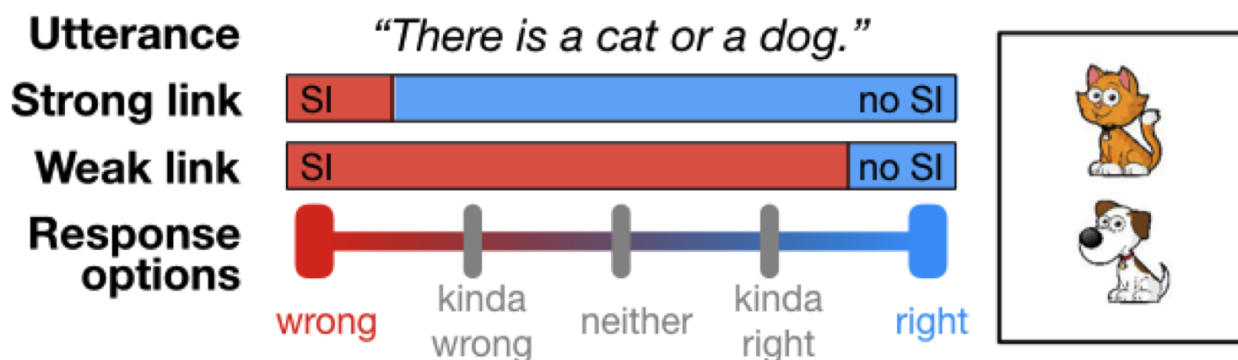 Utterance “There is a cat or a dog.”
Strong link SI no SI
Weak link SI no SI
Response
options
wrong kinda
wrong neither kinda
right right